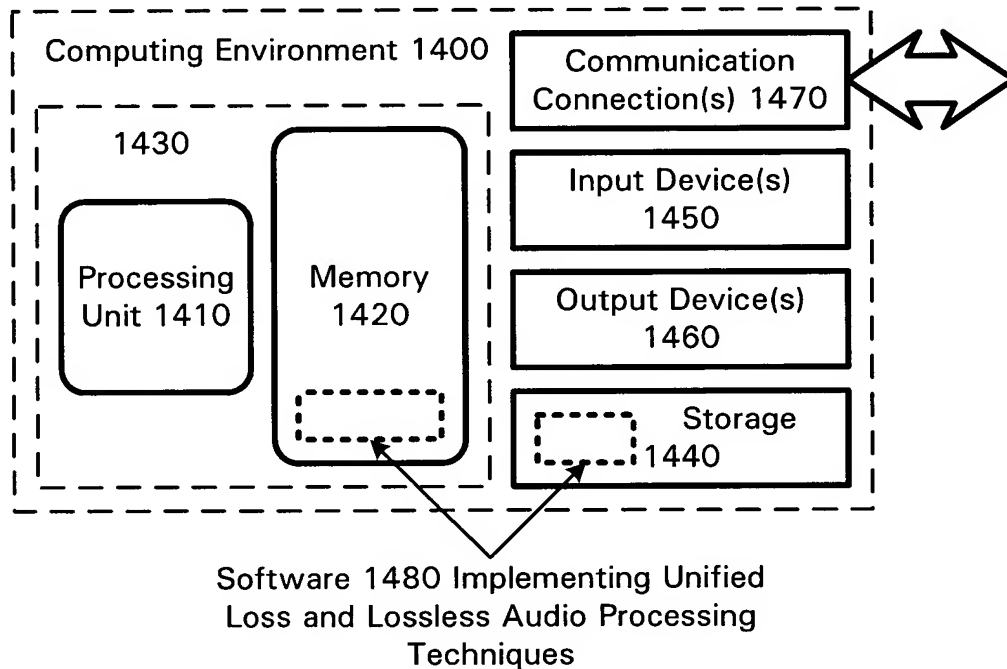 Computing Environment 1400
1430
Processing
Unit 1410
Memory
1420
Communication
Connection(s) 1470
Input Device(s)
1450
Output Device(s)
1460
Storage
1440
Software 1480 Implementing Unified
Loss and Lossless Audio Processing
Techniques